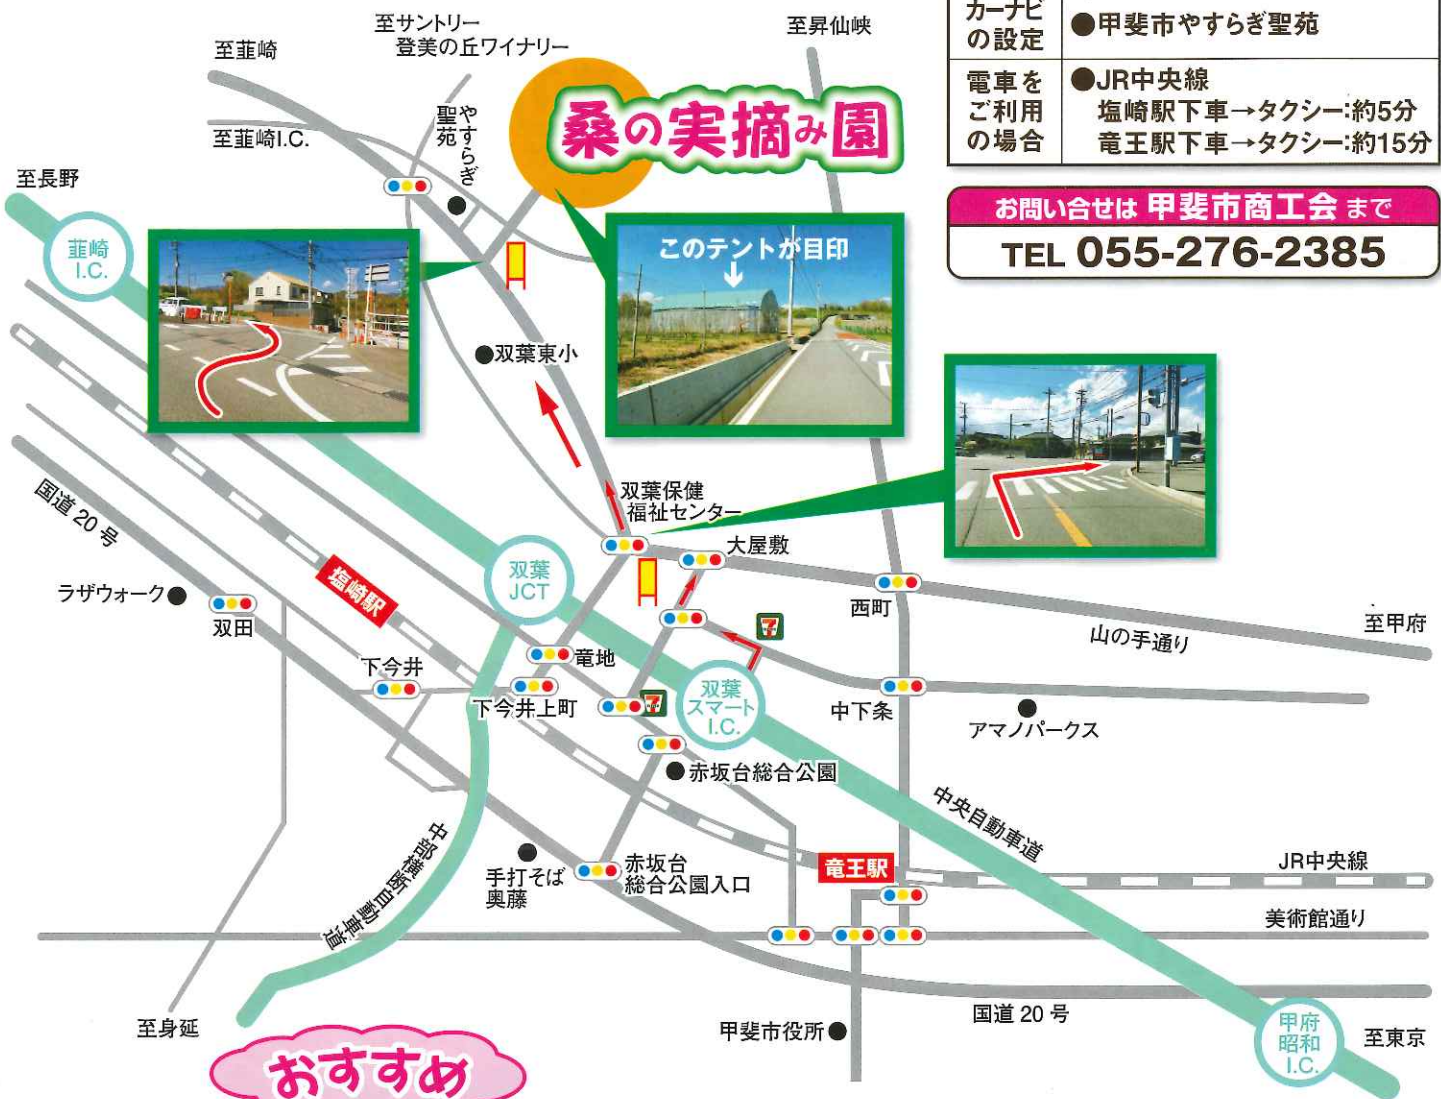 至サントリー
登美の丘ワイナリー
至昇仙峡
至韮崎
カーナビ
の設定
●甲斐市やすらぎ聖苑
電車を
ご利用
の場合
●JR中央線
塩崎駅下車→タクシー:約5分
竜王駅下車→タクシー:約15分
やすらぎ
聖苑
桑の実摘み園
至韮崎I.C.
至長野
お問い合せは 甲斐市商工会 まで
TEL 055-276-2385
韮崎
I.C.
このテントが目印
↓
双葉東小
国道20号
双葉保健
福祉センター
大屋敷
双葉
JCT
塩崎駅
ラザウォーク
双田
西町
山の手通り
至甲府
7
竜地
下今井
下今井上町
7
双葉
スマート
I.C.
中下条
アマノパークス
赤坂台総合公園
中央自動車道
中部横断自動車道
手打そば
奥藤
赤坂台
総合公園入口
竜王駅
JR中央線
美術館通り
至身延
甲斐市役所
国道20号
甲府
昭和
I.C.
至東京
おすすめ